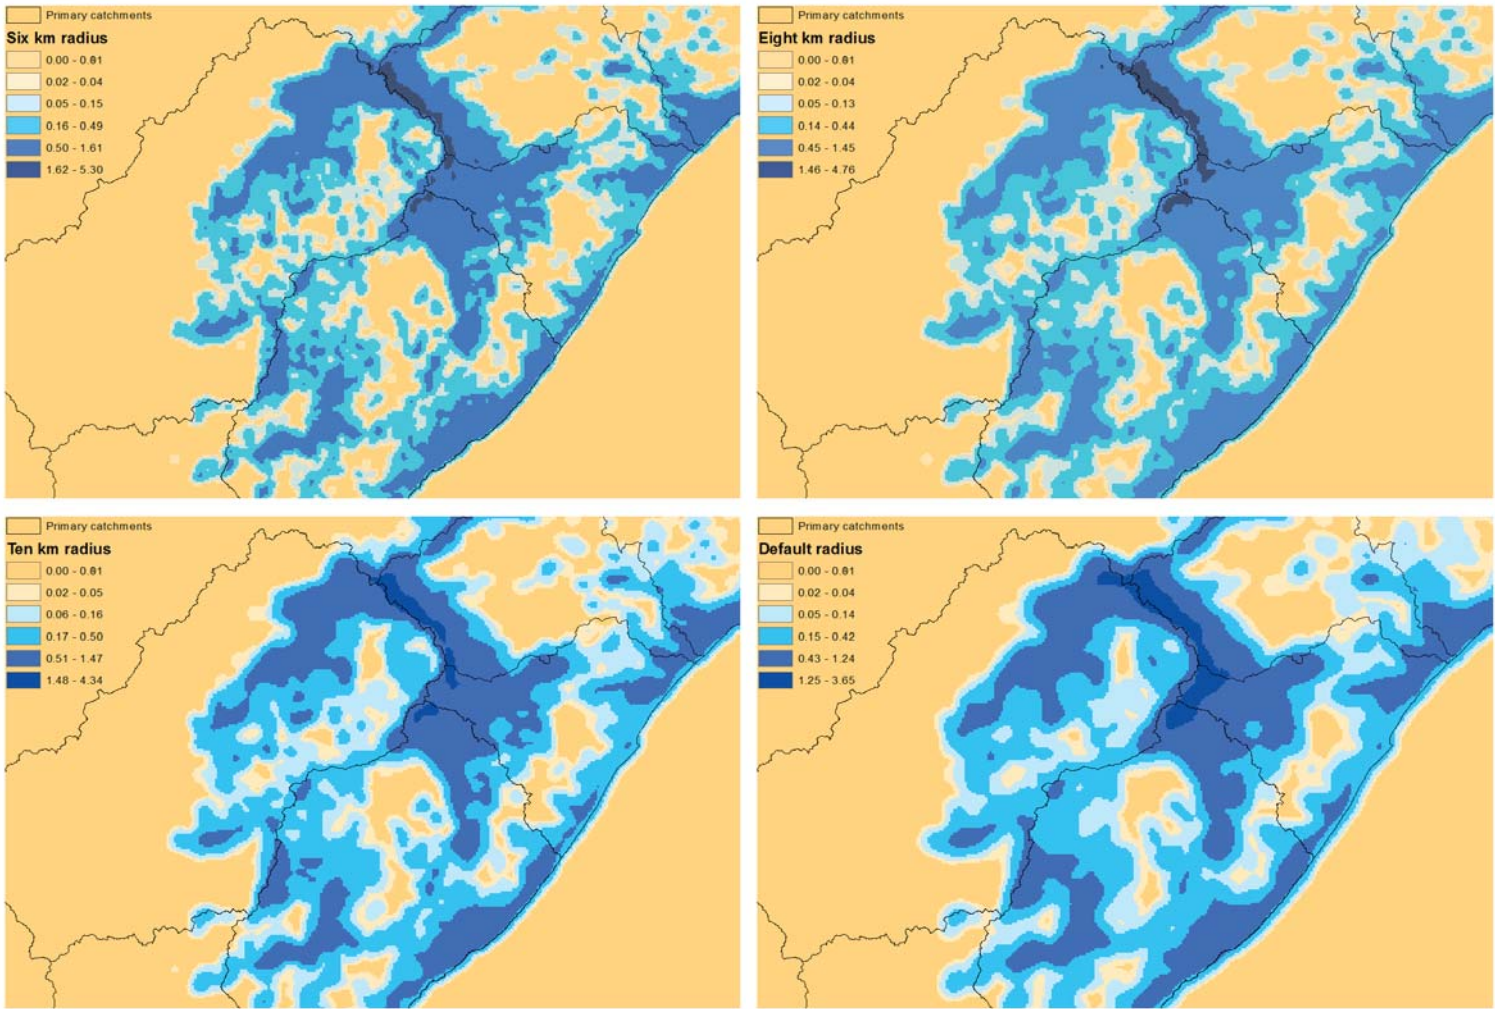 Primary catchments
Six km radius
0.00 - 0.01
0.02 - 0.04
0.05 - 0.15
0.16 - 0.49
0.50 - 1.61
1.62 - 5.30
Primary catchments
Eight km radius
0.00 - 0.01
0.02 - 0.04
0.05 - 0.13
0.14 - 0.44
0.45 - 1.45
1.46 - 4.76
Primary catchments
Ten km radius
0.00 - 0.01
0.02 - 0.05
0.06 - 0.16
0.17 - 0.50
0.51 - 1.47
1.48 - 4.34
Primary catchments
Default radius
0.00 - 0.01
0.02 - 0.04
0.05 - 0.14
0.15 - 0.42
0.43 - 1.24
1.25 - 3.65